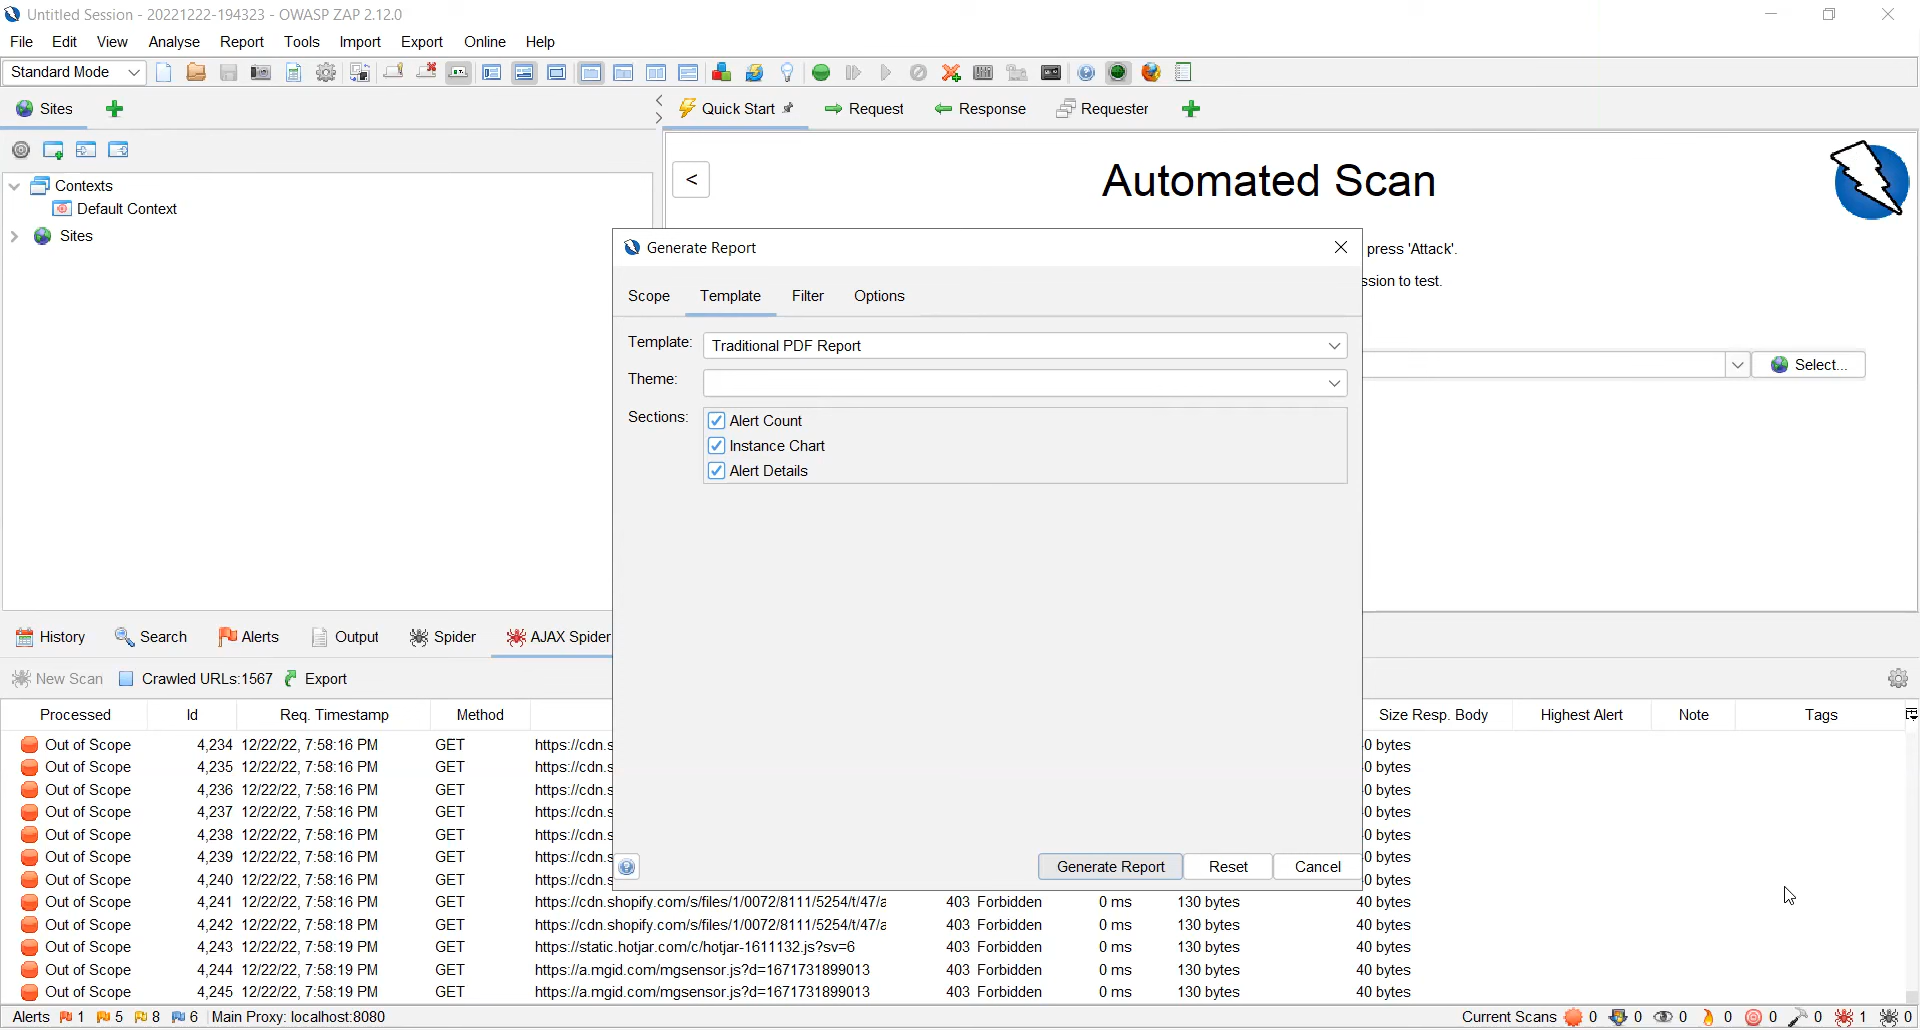 Untitled Session - 20221222-194323 - OWASP ZAP 2.12.0
File Edit View Analyse Report Tools Import Export Online Help
Standard Mode
Sites
Quick Start Request Response Requester
<
Automated Scan
Contexts
Default Context
Sites
press 'Attack'.
ssion to test.
Select...
Generate Report
Scope Template Filter Options
Template: Traditional PDF Report
Theme:
Sections: Alert Count
Instance Chart
Alert Details
Generate Report Reset Cancel
History Search Alerts Output Spider AJAX Spider
New Scan Crawled URLs:1567 Export
Processed Id Req. Timestamp Method Size Resp. Body Highest Alert Note Tags
Out of Scope 4,234 12/22/22, 7:58:16 PM GET https://cdn.s 0 bytes
Out of Scope 4,235 12/22/22, 7:58:16 PM GET https://cdn.s 0 bytes
Out of Scope 4,236 12/22/22, 7:58:16 PM GET https://cdn.s 0 bytes
Out of Scope 4,237 12/22/22, 7:58:16 PM GET https://cdn.s 0 bytes
Out of Scope 4,238 12/22/22, 7:58:16 PM GET https://cdn.s 0 bytes
Out of Scope 4,239 12/22/22, 7:58:16 PM GET https://cdn.s 0 bytes
Out of Scope 4,240 12/22/22, 7:58:16 PM GET https://cdn.s 0 bytes
Out of Scope 4,241 12/22/22, 7:58:16 PM GET https://cdn.shopify.com/s/files/1/0072/8111/5254/t/47/a 403 Forbidden 0 ms 130 bytes 40 bytes
Out of Scope 4,242 12/22/22, 7:58:18 PM GET https://cdn.shopify.com/s/files/1/0072/8111/5254/t/47/a 403 Forbidden 0 ms 130 bytes 40 bytes
Out of Scope 4,243 12/22/22, 7:58:19 PM GET https://static.hotjar.com/c/hotjar-1611132.js?sv=6 403 Forbidden 0 ms 130 bytes 40 bytes
Out of Scope 4,244 12/22/22, 7:58:19 PM GET https://a.mgid.com/mgsensor.js?d=1671731899013 403 Forbidden 0 ms 130 bytes 40 bytes
Out of Scope 4,245 12/22/22, 7:58:19 PM GET https://a.mgid.com/mgsensor.js?d=1671731899013 403 Forbidden 0 ms 130 bytes 40 bytes
Alerts 1 5 8 6 Main Proxy: localhost:8080 Current Scans 0 0 0 0 0 0 1 0